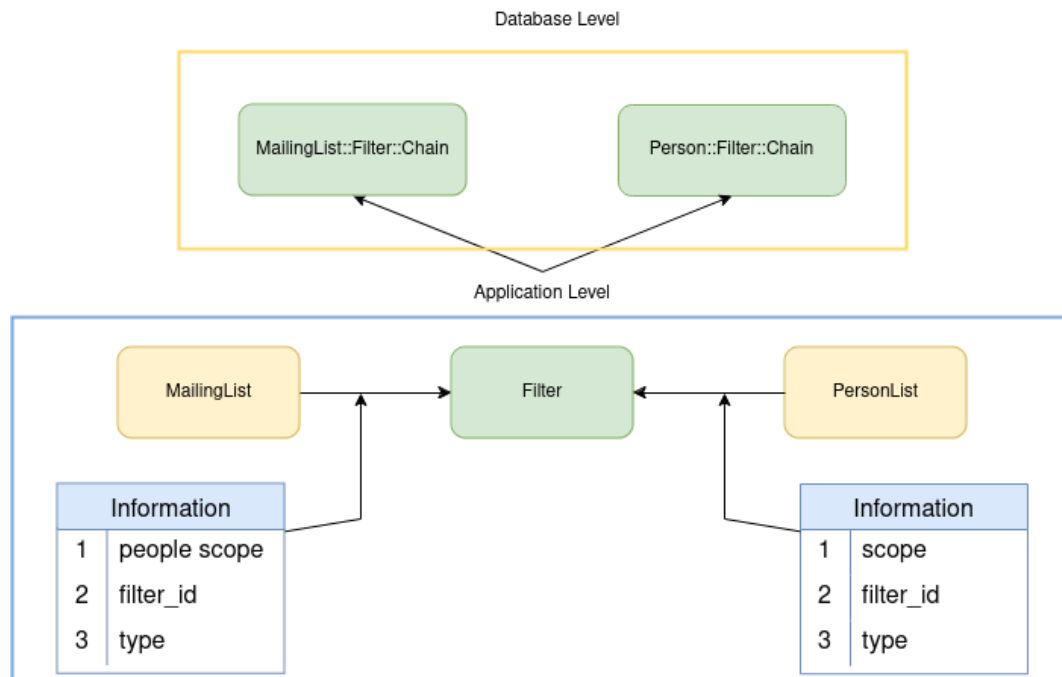 Database Level
MailingList::Filter::Chain
Person::Filter::Chain
Application Level
MailingList
Filter
PersonList
Information
1 people scope
2 filter_id
3 type
Information
1 scope
2 filter_id
3 type